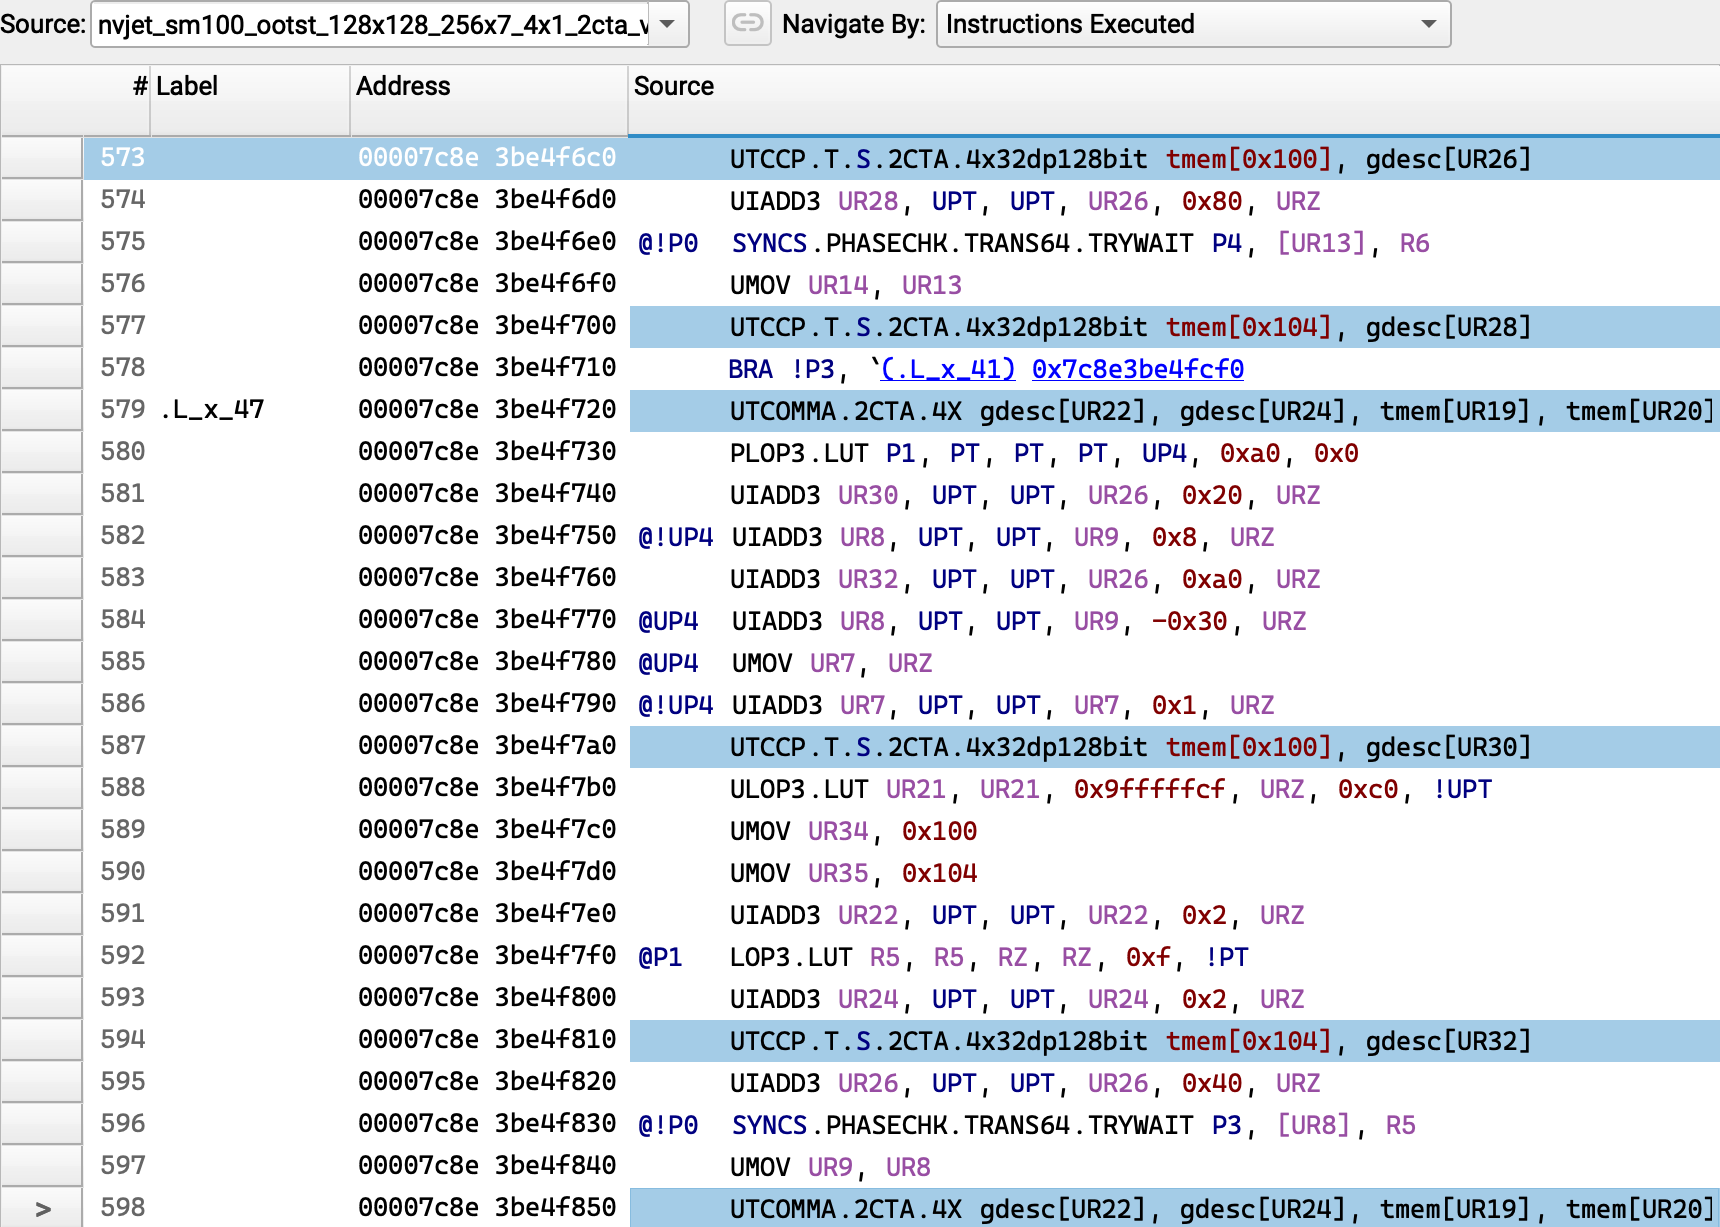 Source: nvjet_sm100_ootst_128x128_256x7_4x1_2cta_v Navigate By: Instructions Executed
# Label Address Source
573 00007c8e 3be4f6c0 UTCCP.T.S.2CTA.4x32dp128bit tmem[0x100], gdesc[UR26]
574 00007c8e 3be4f6d0 UIADD3 UR28, UPT, UPT, UR26, 0x80, URZ
575 00007c8e 3be4f6e0 @!P0 SYNCS.PHASECHK.TRANS64.TRYWAIT P4, [UR13], R6
576 00007c8e 3be4f6f0 UMOV UR14, UR13
577 00007c8e 3be4f700 UTCCP.T.S.2CTA.4x32dp128bit tmem[0x104], gdesc[UR28]
578 00007c8e 3be4f710 BRA !P3, `(.L_x_41) 0x7c8e3be4fcf0
579 .L_x_47 00007c8e 3be4f720 UTCOMMA.2CTA.4X gdesc[UR22], gdesc[UR24], tmem[UR19], tmem[UR20]
580 00007c8e 3be4f730 PLOP3.LUT P1, PT, PT, PT, UP4, 0xa0, 0x0
581 00007c8e 3be4f740 UIADD3 UR30, UPT, UPT, UR26, 0x20, URZ
582 00007c8e 3be4f750 @!UP4 UIADD3 UR8, UPT, UPT, UR9, 0x8, URZ
583 00007c8e 3be4f760 UIADD3 UR32, UPT, UPT, UR26, 0xa0, URZ
584 00007c8e 3be4f770 @UP4 UIADD3 UR8, UPT, UPT, UR9, -0x30, URZ
585 00007c8e 3be4f780 @UP4 UMOV UR7, URZ
586 00007c8e 3be4f790 @!UP4 UIADD3 UR7, UPT, UPT, UR7, 0x1, URZ
587 00007c8e 3be4f7a0 UTCCP.T.S.2CTA.4x32dp128bit tmem[0x100], gdesc[UR30]
588 00007c8e 3be4f7b0 ULOP3.LUT UR21, UR21, 0x9fffffcf, URZ, 0xc0, !UPT
589 00007c8e 3be4f7c0 UMOV UR34, 0x100
590 00007c8e 3be4f7d0 UMOV UR35, 0x104
591 00007c8e 3be4f7e0 UIADD3 UR22, UPT, UPT, UR22, 0x2, URZ
592 00007c8e 3be4f7f0 @P1 LOP3.LUT R5, R5, RZ, RZ, 0xf, !PT
593 00007c8e 3be4f800 UIADD3 UR24, UPT, UPT, UR24, 0x2, URZ
594 00007c8e 3be4f810 UTCCP.T.S.2CTA.4x32dp128bit tmem[0x104], gdesc[UR32]
595 00007c8e 3be4f820 UIADD3 UR26, UPT, UPT, UR26, 0x40, URZ
596 00007c8e 3be4f830 @!P0 SYNCS.PHASECHK.TRANS64.TRYWAIT P3, [UR8], R5
597 00007c8e 3be4f840 UMOV UR9, UR8
> 598 00007c8e 3be4f850 UTCOMMA.2CTA.4X gdesc[UR22], gdesc[UR24], tmem[UR19], tmem[UR20]